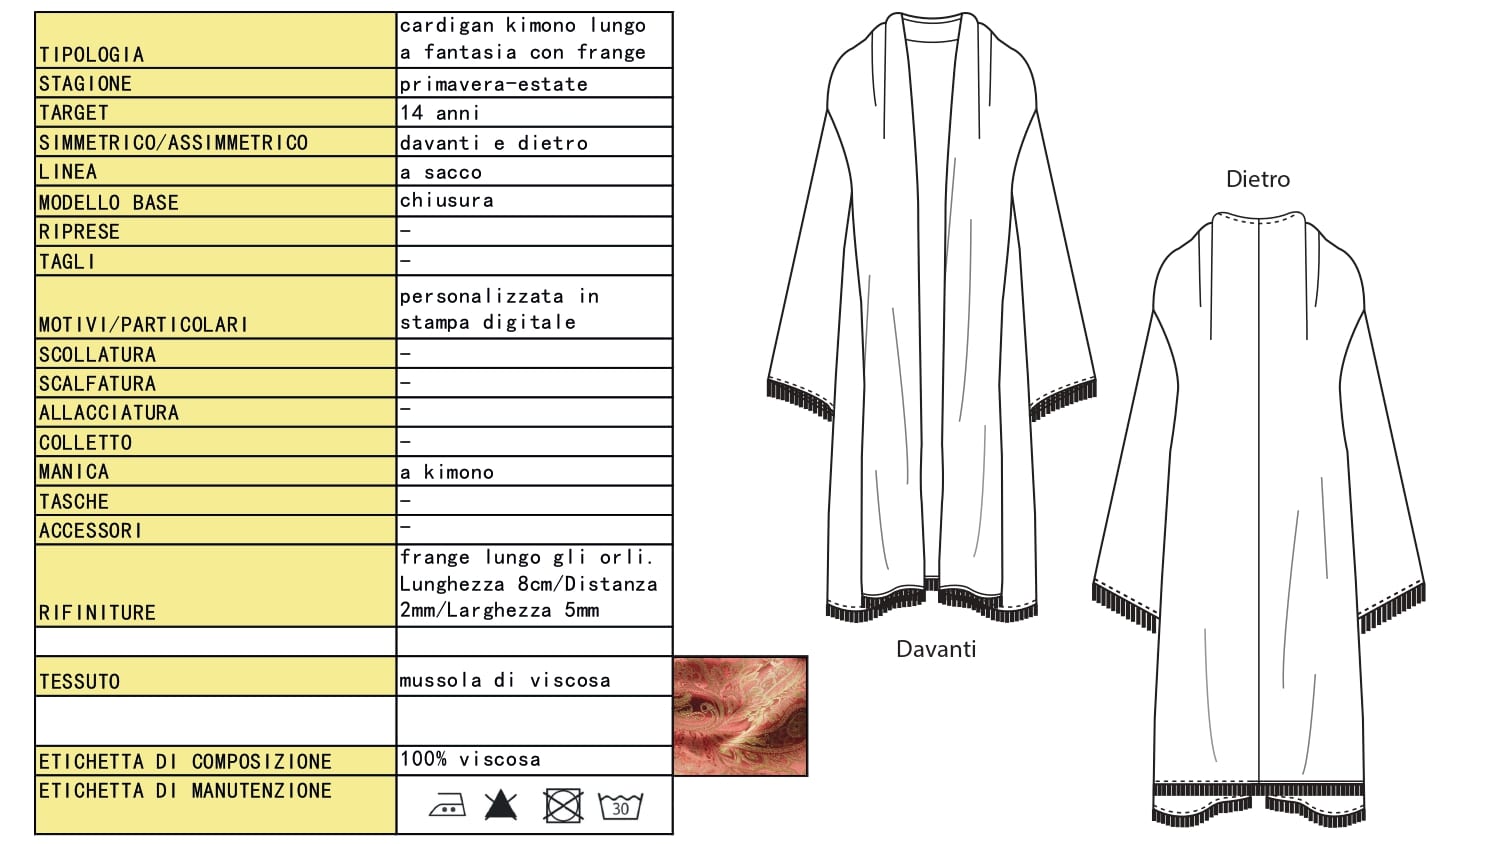 TIPOLOGIA
cardigan kimono lungo
a fantasia con frange
STAGIONE
primavera-estate
TARGET
14 anni
SIMMETRICO/ASSIMMETRICO
davanti e dietro
LINEA
a sacco
MODELLO BASE
chiusura
RIPRESE
-
TAGLI
-
MOTIVI/PARTICOLARI
personalizzata in
stampa digitale
SCOLLATURA
-
SCALFATURA
-
ALLACCIATURA
-
COLLETTO
-
MANICA
a kimono
TASCHE
-
ACCESSORI
-
RIFINITURE
frange lungo gli orli.
Lunghezza 8cm/Distanza
2mm/Larghezza 5mm
TESSUTO
mussola di viscosa
ETICHETTA DI COMPOSIZIONE
100% viscosa
ETICHETTA DI MANUTENZIONE
30
Davanti
Dietro